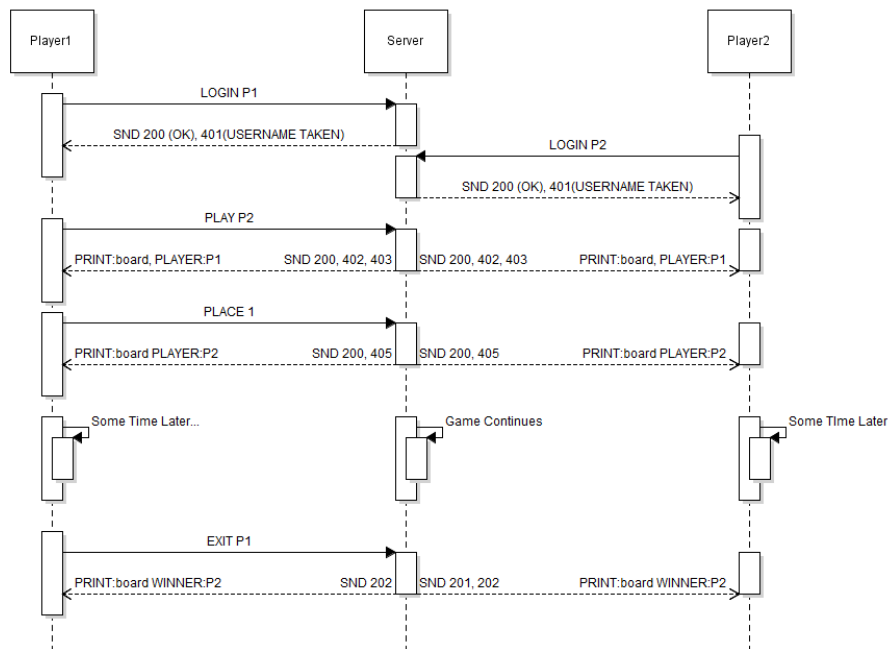 Player1
Server
Player2
LOGIN P1
SND 200 (OK), 401(USERNAME TAKEN)
LOGIN P2
SND 200 (OK), 401(USERNAME TAKEN)
PLAY P2
PRINT:board, PLAYER:P1
SND 200, 402, 403
SND 200, 402, 403
PRINT:board, PLAYER:P1
PLACE 1
PRINT:board PLAYER:P2
SND 200, 405
SND 200, 405
PRINT:board PLAYER:P2
Some Time Later...
Game Continues
Some TIme Later
EXIT P1
PRINT:board WINNER:P2
SND 202
SND 201, 202
PRINT:board WINNER:P2